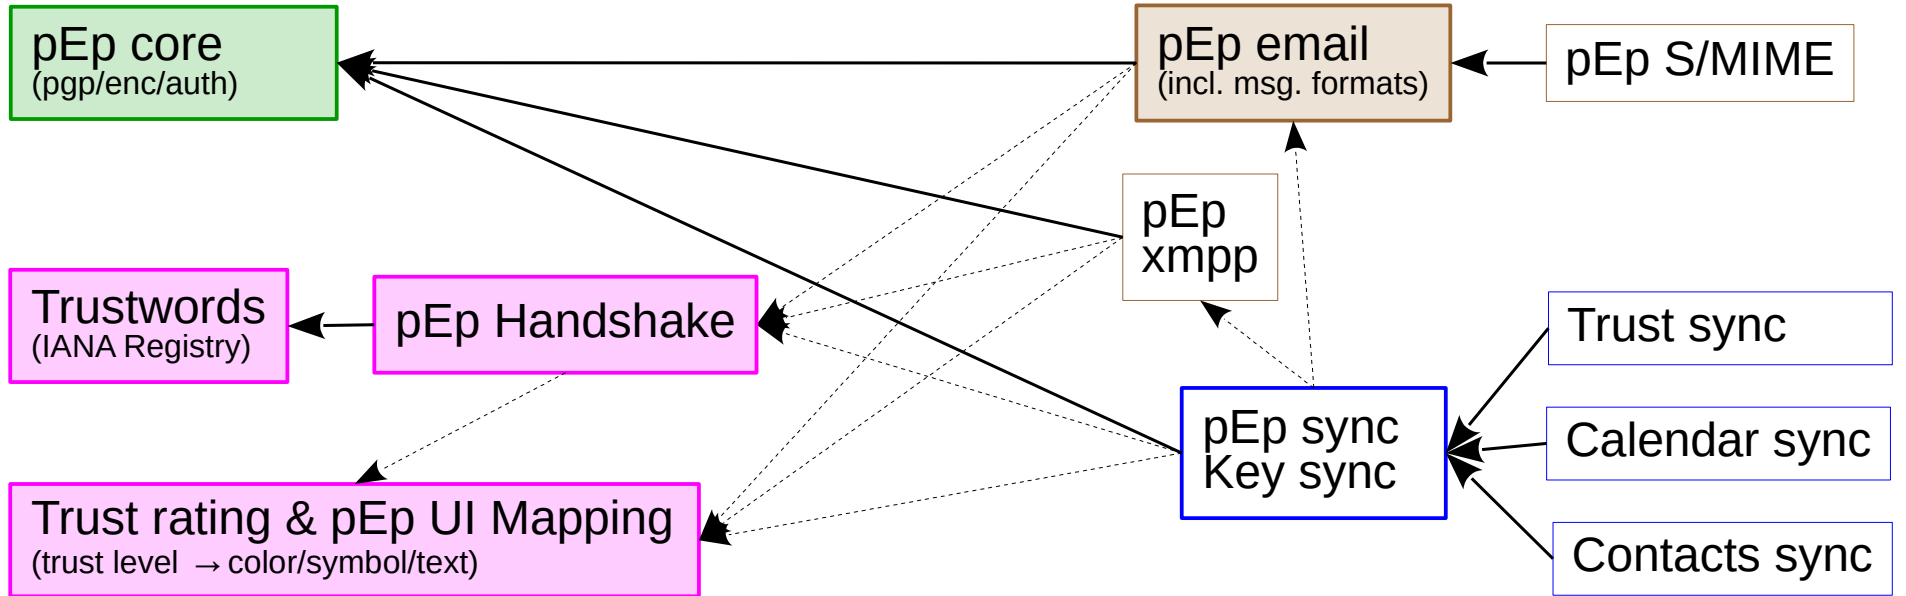 pEp core
(pgp/enc/auth)
pEp email
(incl. msg. formats)
pEp S/MIME
pEp
xmpp
Trustwords
(IANA Registry)
pEp Handshake
Trust sync
pEp sync
Key sync
Calendar sync
Trust rating & pEp UI Mapping
(trust level → color/symbol/text)
Contacts sync